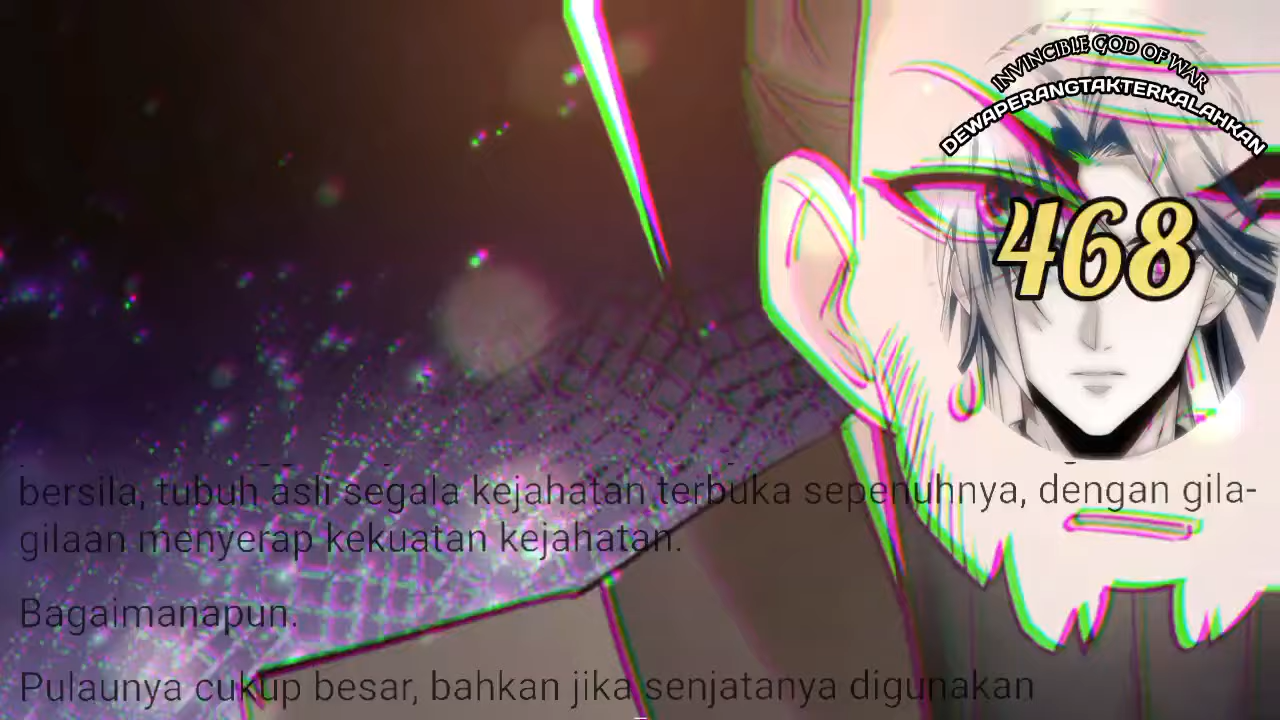 INVINCIBLE GOD OF WAR
DEWAPERANGTAKTERKALAHKAN
468
bersila, tubuh asli segala kejahatan terbuka sepenuhnya, dengan gila-
gilaan menyerap kekuatan kejahatan.
Bagaimanapun.
Pulaunya cukup besar, bahkan jika senjatanya digunakan